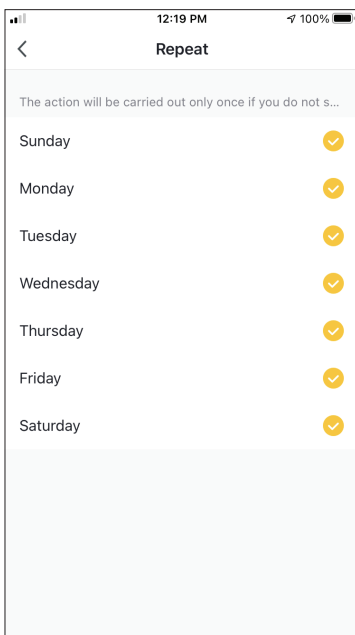 12:19 PM 100%
Repeat
The action will be carried out only once if you do not s...
Sunday
Monday
Tuesday
Wednesday
Thursday
Friday
Saturday